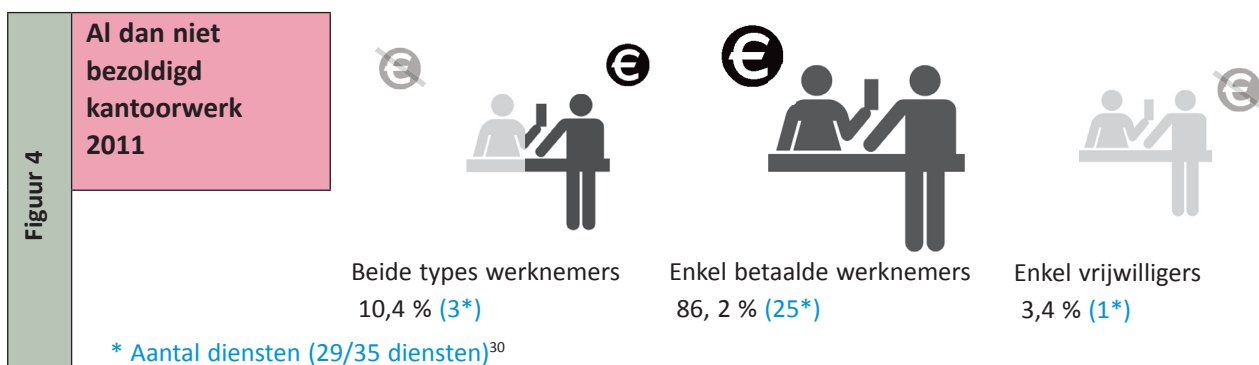 Figuur 4
Al dan niet
bezoldigd
kantoorwerk
2011
€
€
€
€
Beide types werknemers
10,4 % (3*)
Enkel betaalde werknemers
86, 2 % (25*)
Enkel vrijwilligers
3,4 % (1*)
* Aantal diensten (29/35 diensten)30